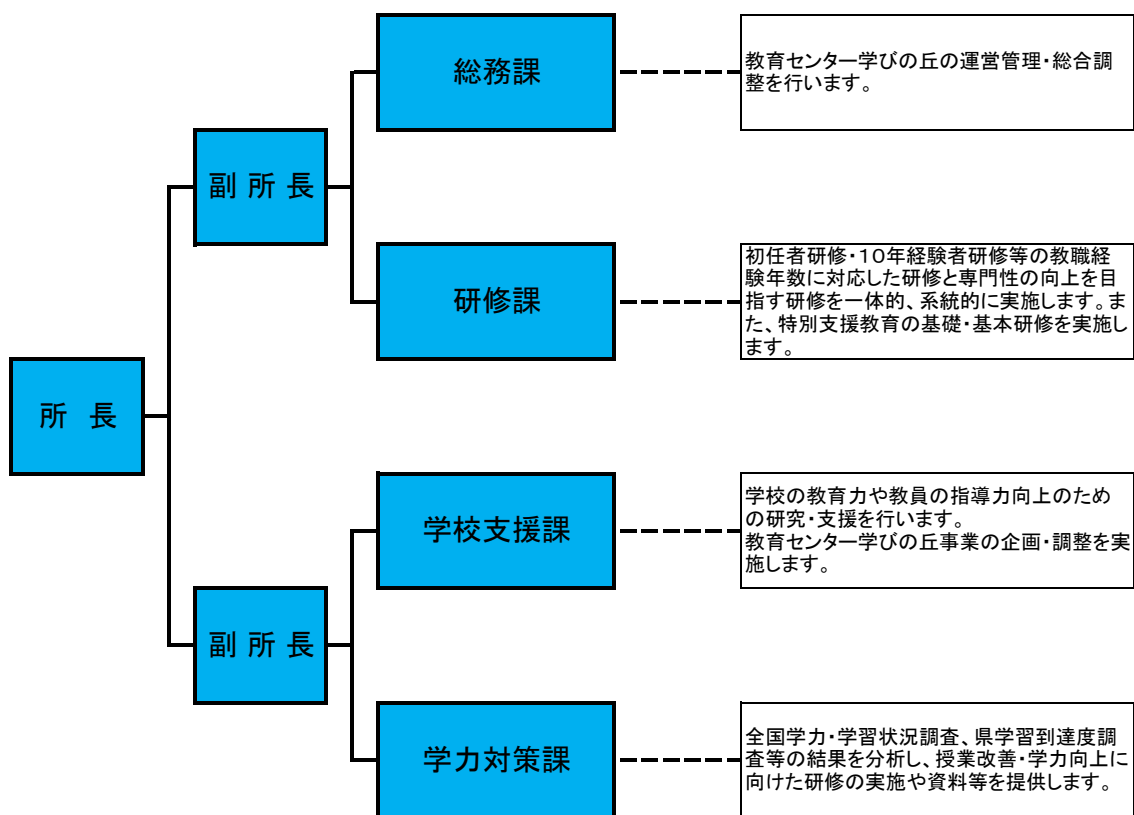 総務課
教育センター学びの丘の運営管理・総合調
整を行います。
副 所 長
研修課
初任者研修・10年経験者研修等の教職経
験年数に対応した研修と専門性の向上を目
指す研修を一体的、系統的に実施します。ま
た、特別支援教育の基礎・基本研修を実施し
ます。
所 長
学校支援課
学校の教育力や教員の指導力向上のため
の研究・支援を行います。
教育センター学びの丘事業の企画・調整を実
施します。
副 所 長
学力対策課
全国学力・学習状況調査、県学習到達度調
査等の結果を分析し、授業改善・学力向上に
向けた研修の実施や資料等を提供します。